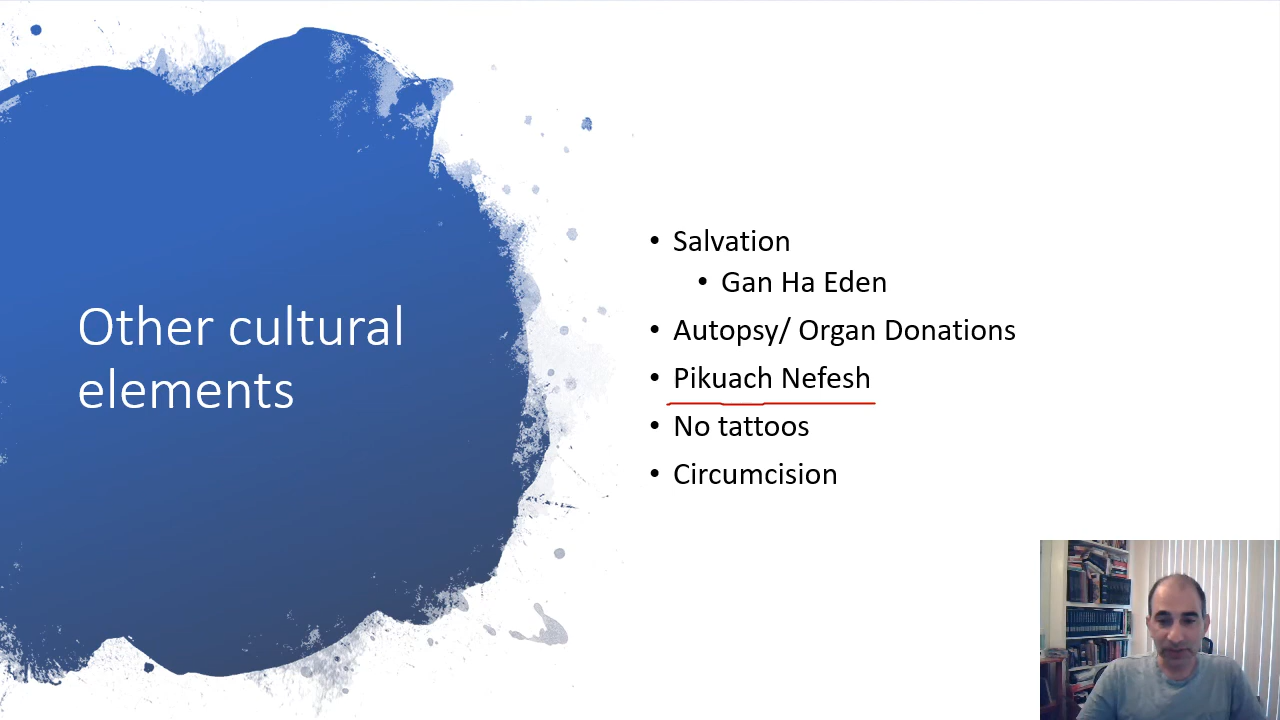 Other cultural
elements
• Salvation
• Gan Ha Eden
• Autopsy/ Organ Donations
• Pikuach Nefesh
• No tattoos
• Circumcision